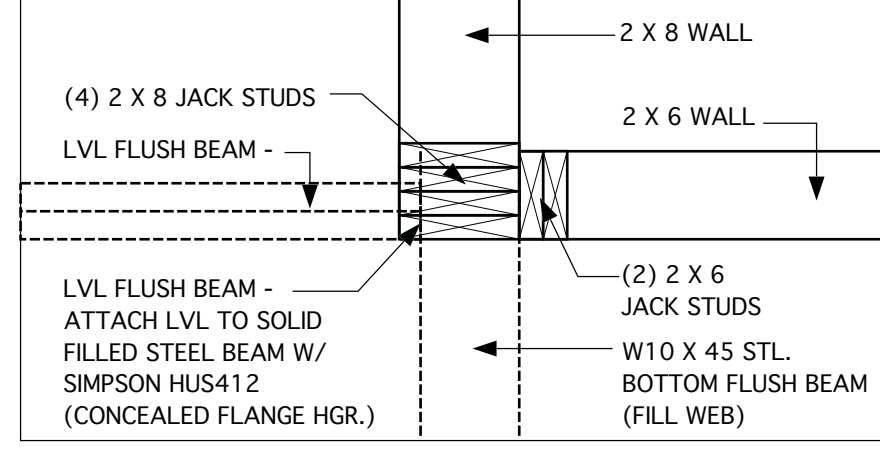 2 X 8 WALL
(4) 2 X 8 JACK STUDS
2 X 6 WALL
LVL FLUSH BEAM -
LVL FLUSH BEAM -
ATTACH LVL TO SOLID
FILLED STEEL BEAM W/
SIMPSON HUS412
(CONCEALED FLANGE HGR.)
(2) 2 X 6
JACK STUDS
W10 X 45 STL.
BOTTOM FLUSH BEAM
(FILL WEB)